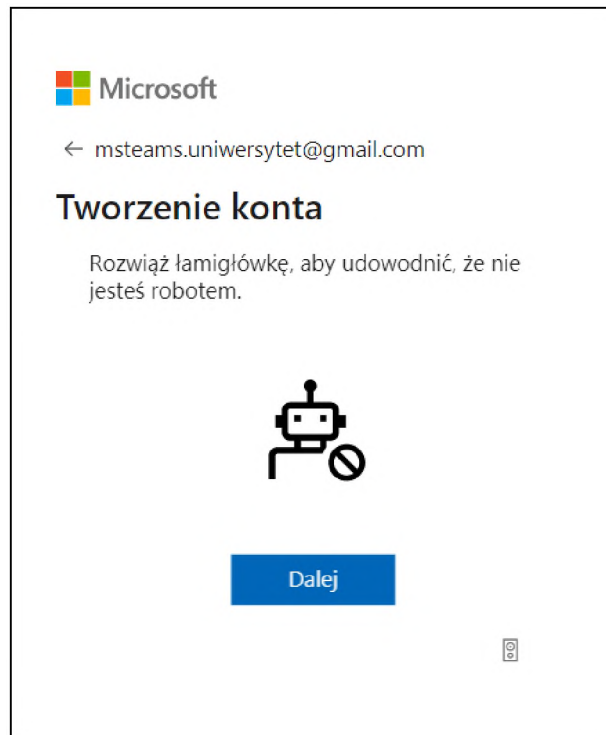 Microsoft
← msteams.uniwersytet@gmail.com
Tworzenie konta
Rozwiąż łamigłówkę, aby udowodnić, że nie
jesteś robotem.
Dalej